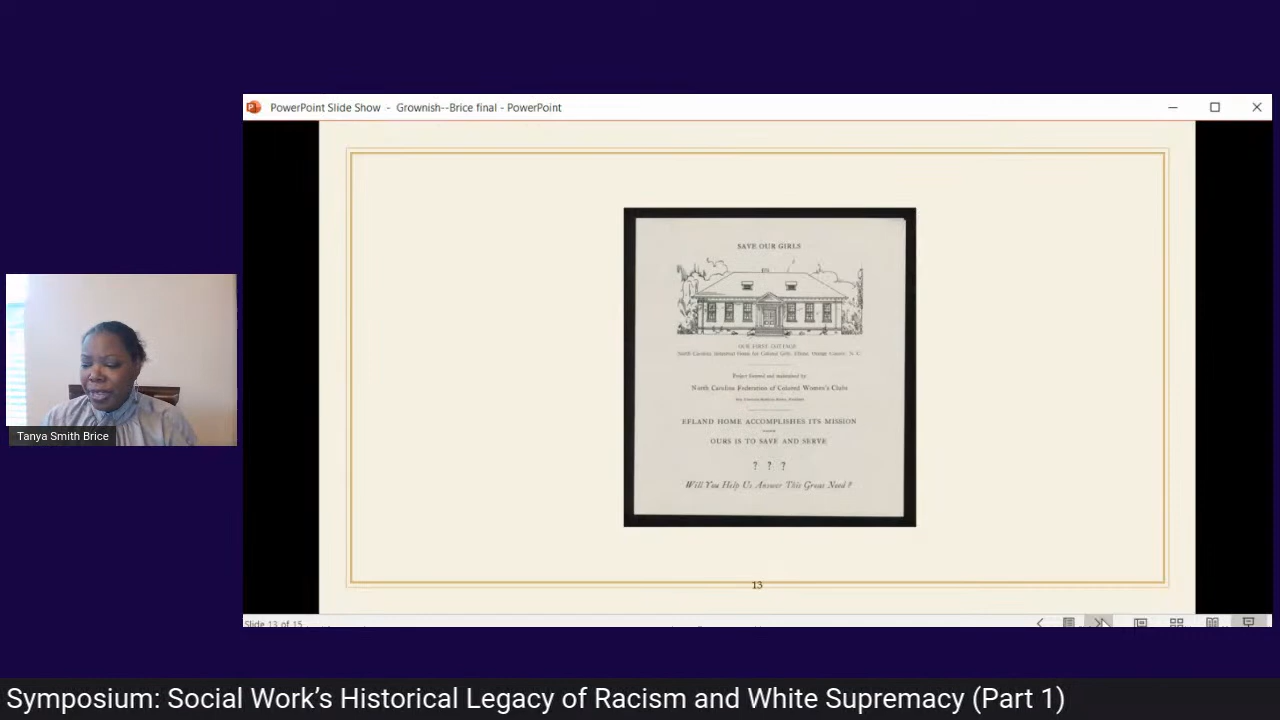 PowerPoint Slide Show - Grownish--Brice final - PowerPoint
SAVE OUR GIRLS
OUR FIRST COTTAGE
North Carolina Industrial Home for Colored Girls, Efland, Orange County, N. C.
Project fostered and maintained by
North Carolina Federation of Colored Women's Clubs
EFLAND HOME ACCOMPLISHES ITS MISSION
OURS IS TO SAVE AND SERVE
? ? ?
Will You Help Us Answer This Great Need?
13
Slide 13 of 15
Tanya Smith Brice
Symposium: Social Work’s Historical Legacy of Racism and White Supremacy (Part 1)